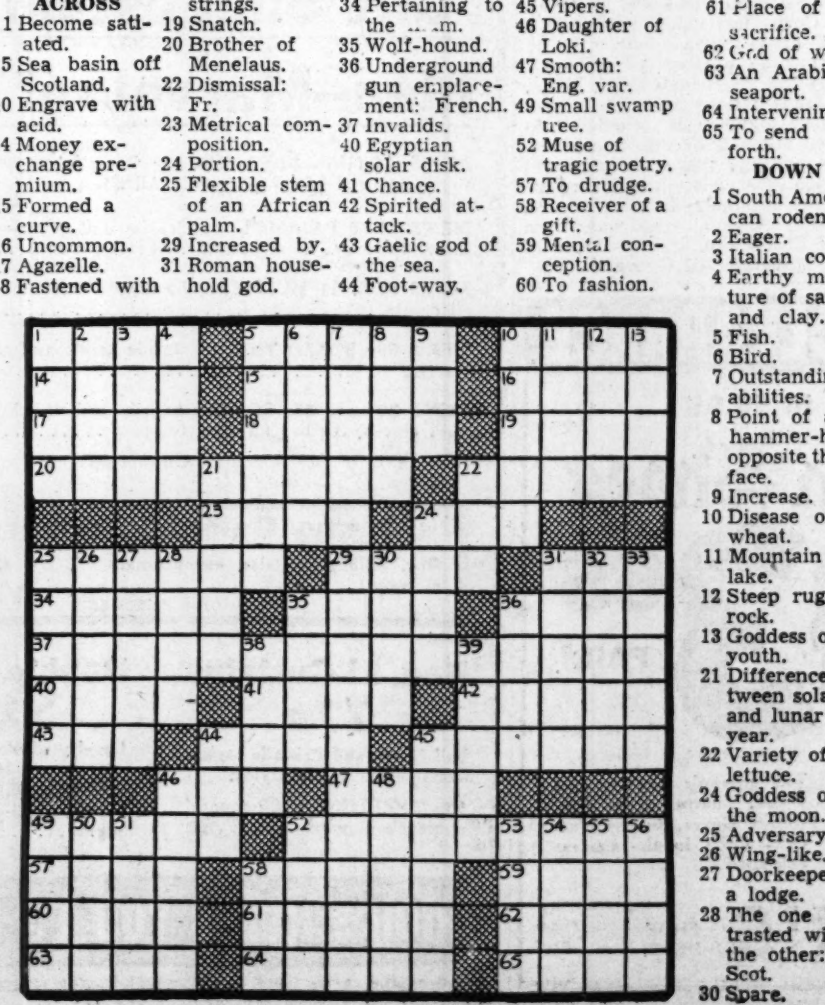 ACROSS
1 Become sati-
ated.
5 Sea basin off
Scotland.
0 Engrave with
acid.
4 Money ex-
change pre-
mium.
5 Formed a
curve.
6 Uncommon.
7 Agazelle.
8 Fastened with
strings.
19 Snatch.
20 Brother of
Menelaus.
22 Dismissal:
Fr.
23 Metrical com-
position.
24 Portion.
25 Flexible stem
of an African
palm.
29 Increased by.
31 Roman house-
hold god.
34 Pertaining to
the
35 Wolf-hound.
36 Underground
gun emplace-
ment: French.
37 Invalids.
40 Egyptian
solar disk.
41 Chance.
42 Spirited at-
tack.
43 Gaelic god of
the sea.
44 Foot-way.
45 Vipers.
46 Daughter of
Loki.
47 Smooth:
Eng. var.
49 Small swamp
tree.
52 Muse of
tragic poetry.
57 To drudge.
58 Receiver of a
gift.
59 Mental con-
ception.
60 To fashion.
61 Place of
sacrifice.
62 God of w
63 An Arabi
seaport.
64 Intervenin
65 To send
forth.
DOWN
1 South Ame
can rodent
2 Eager.
3 Italian co
4 Earthy m
ture of sa
and clay.
5 Fish.
6 Bird.
7 Outstandin
abilities.
8 Point of
hammer-h
opposite th
face.
9 Increase.
10 Disease o
wheat.
11 Mountain
lake.
12 Steep rug
rock.
13 Goddess o
youth.
21 Difference
tween sola
and lunar
year.
22 Variety of
lettuce.
24 Goddess o
the moon.
25 Adversary
26 Wing-like.
27 Doorkeepe
a lodge.
28 The one
trasted wi
the other:
Scot.
30 Spare.
1 2 3 4 5 6 7 8 9 10 11 12 13
14 15 16
17 18 19
20 21 22
23 24
25 26 27 28 29 30 31 32 33
34 35 36
37 38 39
40 41 42
43 44 45
46 47 48
49 50 51 52 53 54 55 56
57 58 59
60 61 62
63 64 65